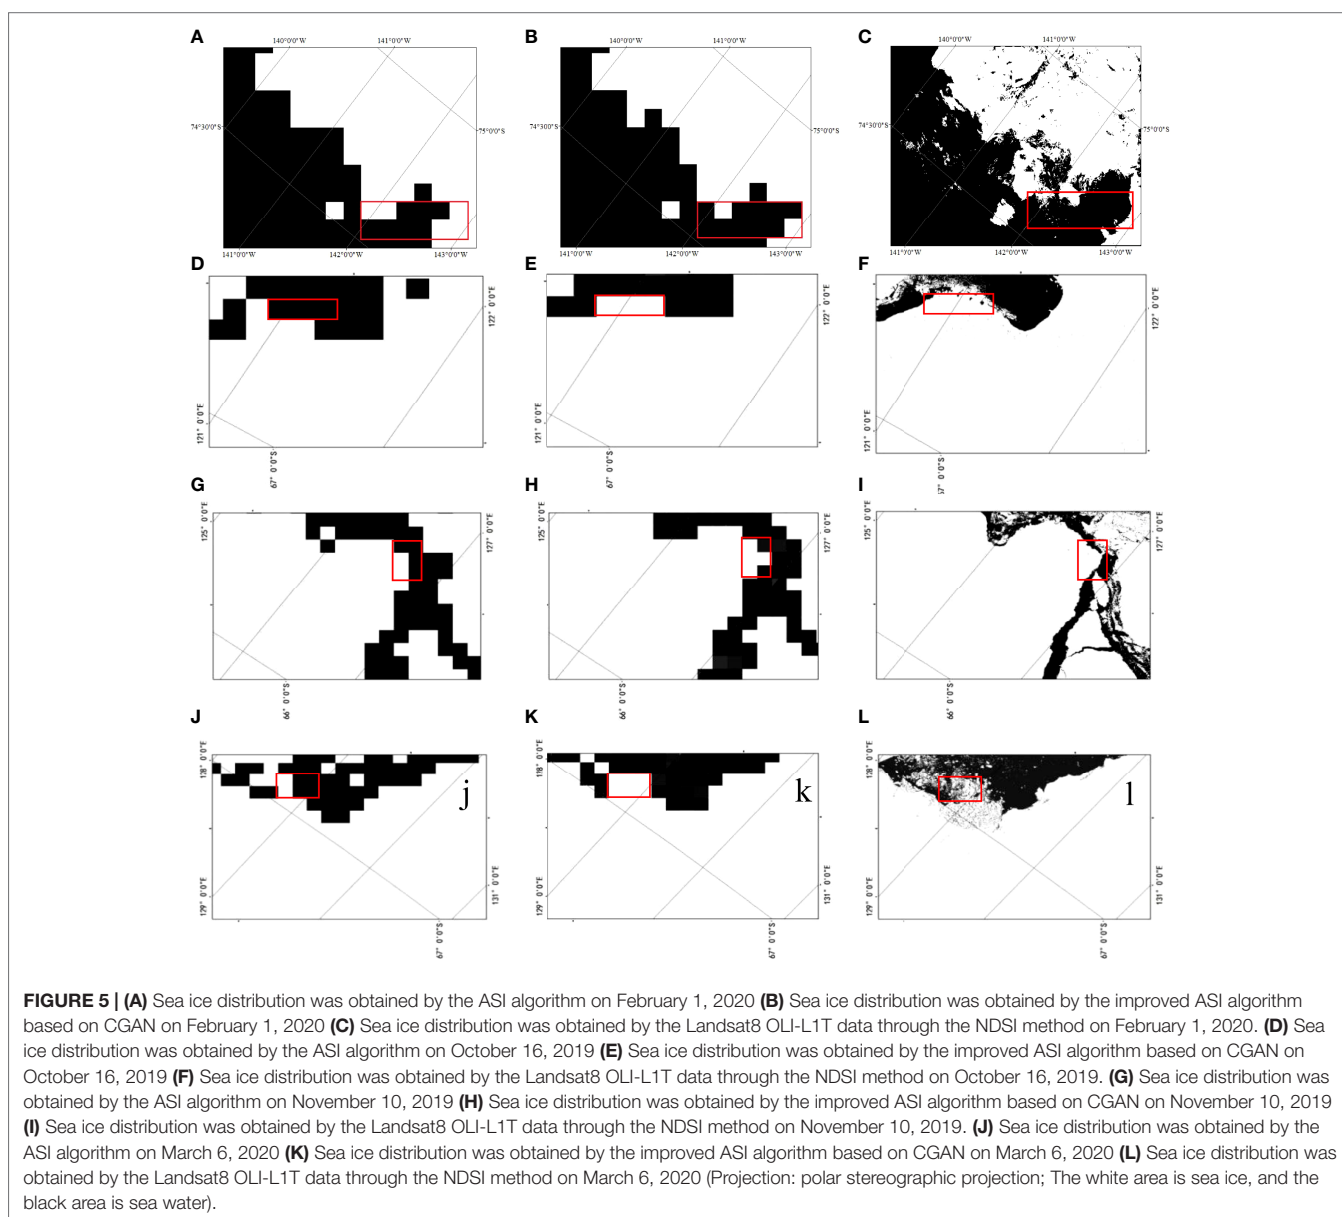 A
B
C
140°0'0"W
141°0'0"W
140°0'0"W
141°0'0"W
140°0'0"W
141°0'0"W
74°30'0"S
75°0'0"S
74°30'0"S
75°0'0"S
74°30'0"S
75°0'0"S
141°0'0"W
142°0'0"W
143°0'0"W
141°0'0"W
142°0'0"W
143°0'0"W
141°0'0"W
142°0'0"W
143°0'0"W
D
E
F
122° 0'0"E
122° 0'0"E
122° 0'0"E
121° 0'0"E
121° 0'0"E
121° 0'0"E
67° 0'0"S
67° 0'0"S
57° 0'0"S
G
H
I
125° 0'0"E
127° 0'0"E
125° 0'0"E
127° 0'0"E
125° 0'0"E
127° 0'0"E
66° 0'0"S
66° 0'0"S
66° 0'0"S
J
K
L
128° 0'0"E
j
k
l
129° 0'0"E
131° 0'0"E
129° 0'0"E
131° 0'0"E
129° 0'0"E
131° 0'0"E
67° 0'0"S
67° 0'0"S
67° 0'0"S
FIGURE 5 | (A) Sea ice distribution was obtained by the ASI algorithm on February 1, 2020 (B) Sea ice distribution was obtained by the improved ASI algorithm
based on CGAN on February 1, 2020 (C) Sea ice distribution was obtained by the Landsat8 OLI-L1T data through the NDSI method on February 1, 2020. (D) Sea
ice distribution was obtained by the ASI algorithm on October 16, 2019 (E) Sea ice distribution was obtained by the improved ASI algorithm based on CGAN on
October 16, 2019 (F) Sea ice distribution was obtained by the Landsat8 OLI-L1T data through the NDSI method on October 16, 2019. (G) Sea ice distribution was
obtained by the ASI algorithm on November 10, 2019 (H) Sea ice distribution was obtained by the improved ASI algorithm based on CGAN on November 10, 2019
(I) Sea ice distribution was obtained by the Landsat8 OLI-L1T data through the NDSI method on November 10, 2019. (J) Sea ice distribution was obtained by the
ASI algorithm on March 6, 2020 (K) Sea ice distribution was obtained by the improved ASI algorithm based on CGAN on March 6, 2020 (L) Sea ice distribution was
obtained by the Landsat8 OLI-L1T data through the NDSI method on March 6, 2020 (Projection: polar stereographic projection; The white area is sea ice, and the
black area is sea water).